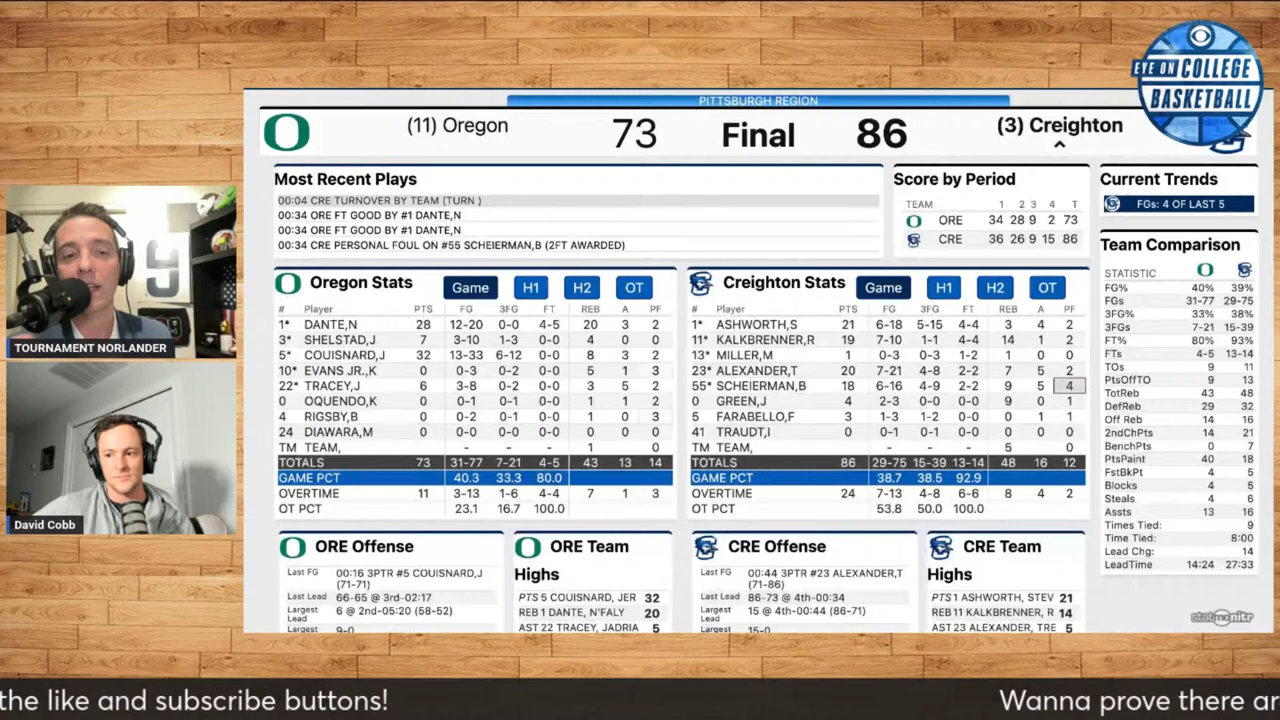 EYE ON COLLEGE
BASKETBALL
PITTSBURGH REGION
(11) Oregon 73 Final 86 (3) Creighton
Most Recent Plays
00:04 CRE TURNOVER BY TEAM (TURN )
00:34 ORE FT GOOD BY #1 DANTE,N
00:34 ORE FT GOOD BY #1 DANTE,N
00:34 CRE PERSONAL FOUL ON #55 SCHEIERMAN,B (2FT AWARDED)
Score by Period
TEAM 1 2 3 4 T
ORE 34 28 9 2 73
CRE 36 26 9 15 86
Current Trends
FGs: 4 OF LAST 5
Oregon Stats Game H1 H2 OT
# Player PTS FG 3FG FT REB A PF
1* DANTE,N 28 12-20 0-0 4-5 20 3 2
3* SHELSTAD,J 7 3-10 1-3 0-0 4 0 0
5* COUISNARD,J 32 13-33 6-12 0-0 8 3 2
10* EVANS JR.,K 0 0-2 0-0 0-0 5 1 3
22* TRACEY,J 6 3-8 0-2 0-0 3 5 2
0 OQUENDO,K 0 0-1 0-1 0-0 1 1 2
4 RIGSBY,B 0 0-2 0-1 0-0 1 0 3
24 DIAWARA,M 0 0-0 0-0 0-0 0 0 0
TM TEAM, - - - 1 0
TOTALS 73 31-77 7-21 4-5 43 13 14
GAME PCT 40.3 33.3 80.0
OVERTIME 11 3-13 1-6 4-4 7 1 3
OT PCT 23.1 16.7 100.0
Creighton Stats Game H1 H2 OT
# Player PTS FG 3FG FT REB A PF
1* ASHWORTH,S 21 6-18 5-15 4-4 3 4 2
11* KALKBRENNER,R 19 7-10 1-1 4-4 14 1 2
13* MILLER,M 1 0-3 0-3 1-2 1 0 0
23* ALEXANDER,T 20 7-21 4-8 2-2 7 5 2
55* SCHEIERMAN,B 18 6-16 4-9 2-2 9 5 4
0 GREEN,J 4 2-3 0-0 0-0 9 0 1
5 FARABELLO,F 3 1-3 1-2 0-0 0 1 1
41 TRAUDT,I 0 0-1 0-1 0-0 0 0 0
TM TEAM, - - - 5 0
TOTALS 86 29-75 15-39 13-14 48 16 12
GAME PCT 38.7 38.5 92.9
OVERTIME 24 7-13 4-8 6-6 8 4 2
OT PCT 53.8 50.0 100.0
Team Comparison
STATISTIC
FG% 40% 39%
FGs 31-77 29-75
3FG% 33% 38%
3FGs 7-21 15-39
FT% 80% 93%
FTs 4-5 13-14
TOs 9 11
PtsOffTO 9 13
TotReb 43 48
DefReb 29 32
Off Reb 14 16
2ndChPts 14 21
BenchPts 0 7
PtsPaint 40 18
FstBkPt 4 5
Blocks 4 5
Steals 4 6
Assts 13 16
Times Tied: 9
Time Tied: 8:00
Lead Chg: 14
LeadTime 14:24 27:33
ORE Offense
Last FG 00:16 3PTR #5 COUISNARD,J
(71-71)
Last Lead 66-65 @ 3rd-02:17
Largest
Lead 6 @ 2nd-05:20 (58-52)
Largest 9-0
ORE Team
Highs
PTS 5 COUISNARD, JER 32
REB 1 DANTE, N'FALY 20
AST 22 TRACEY, JADRIA 5
CRE Offense
Last FG 00:44 3PTR #23 ALEXANDER,T
(71-86)
Last Lead 86-73 @ 4th-00:34
Largest
Lead 15 @ 4th-00:44 (86-71)
Largest 15-0
CRE Team
Highs
PTS 1 ASHWORTH, STEV 21
REB 11 KALKBRENNER, R 14
AST 23 ALEXANDER, TRE 5
statmonitr
TOURNAMENT NORLANDER
David Cobb
the like and subscribe buttons! Wanna prove there ar